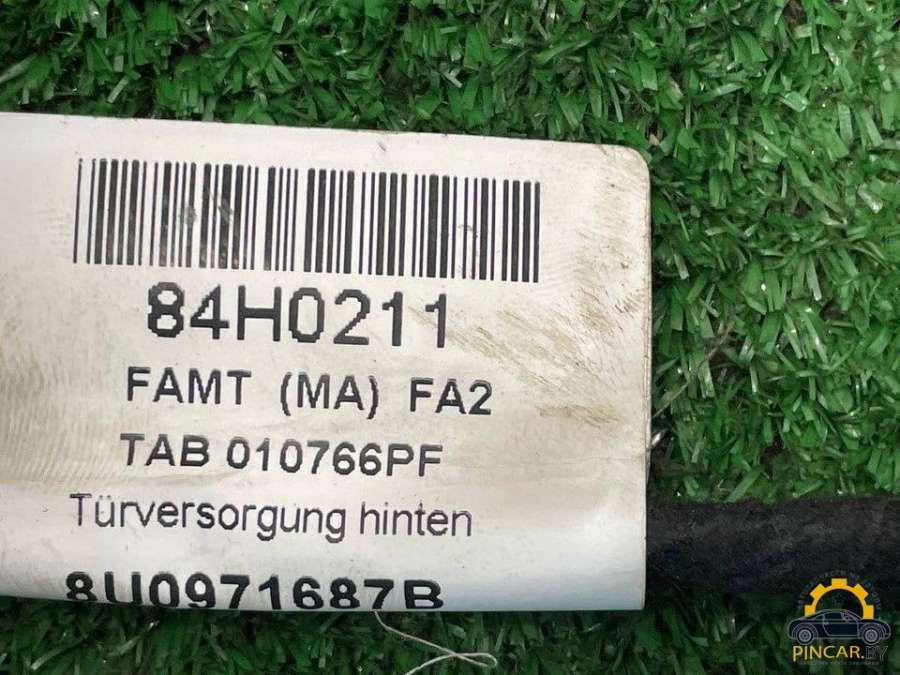 84H0211
FAMT (MA) FA2
TAB 010766PF
Türversorgung hinten
8U0971687B
PINCAR.BY